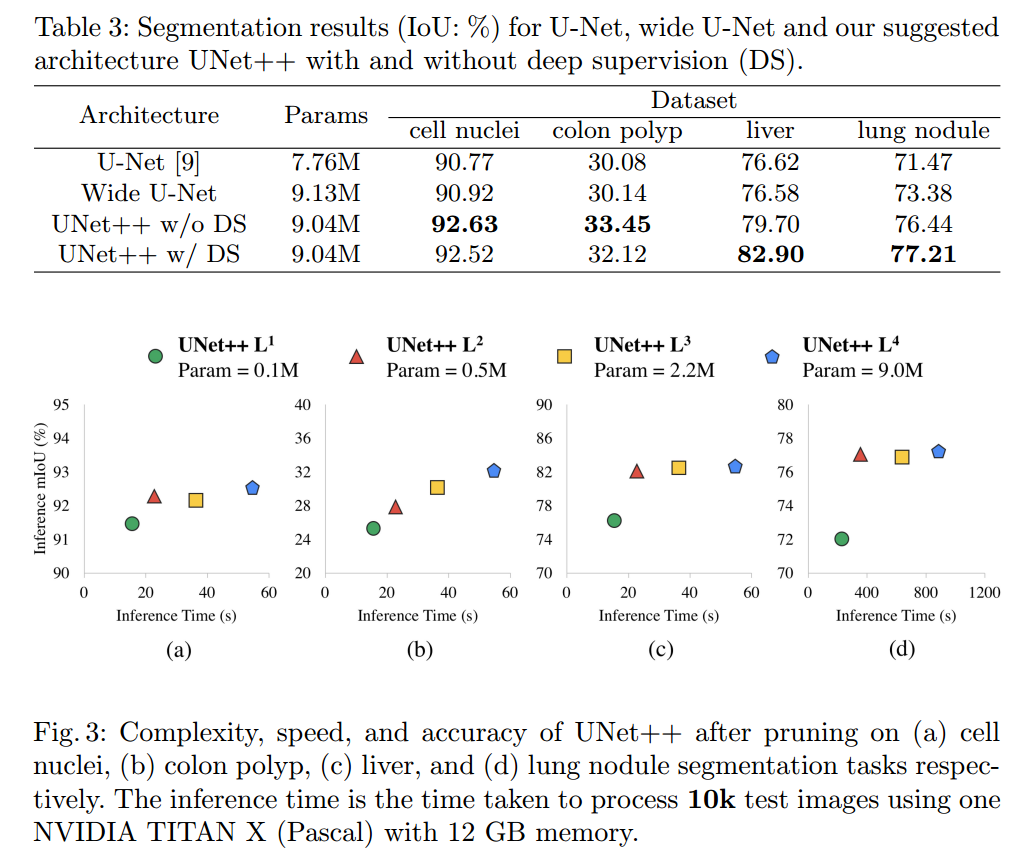 Table 3: Segmentation results (IoU: %) for U-Net, wide U-Net and our suggested
architecture UNet++ with and without deep supervision (DS).
Architecture Params Dataset
cell nuclei colon polyp liver lung nodule
U-Net [9] 7.76M 90.77 30.08 76.62 71.47
Wide U-Net 9.13M 90.92 30.14 76.58 73.38
UNet++ w/o DS 9.04M 92.63 33.45 79.70 76.44
UNet++ w/ DS 9.04M 92.52 32.12 82.90 77.21
UNet++ L¹ UNet++ L² UNet++ L³ UNet++ L⁴
Param = 0.1M Param = 0.5M Param = 2.2M Param = 9.0M
Inference mIoU (%)
95
94
93
92
91
90
0 20 40 60
Inference Time (s)
(a)
40
36
32
28
24
20
0 20 40 60
Inference Time (s)
(b)
90
86
82
78
74
70
0 20 40 60
Inference Time (s)
(c)
80
78
76
74
72
70
0 400 800 1200
Inference Time (s)
(d)
Fig. 3: Complexity, speed, and accuracy of UNet++ after pruning on (a) cell
nuclei, (b) colon polyp, (c) liver, and (d) lung nodule segmentation tasks respec-
tively. The inference time is the time taken to process 10k test images using one
NVIDIA TITAN X (Pascal) with 12 GB memory.